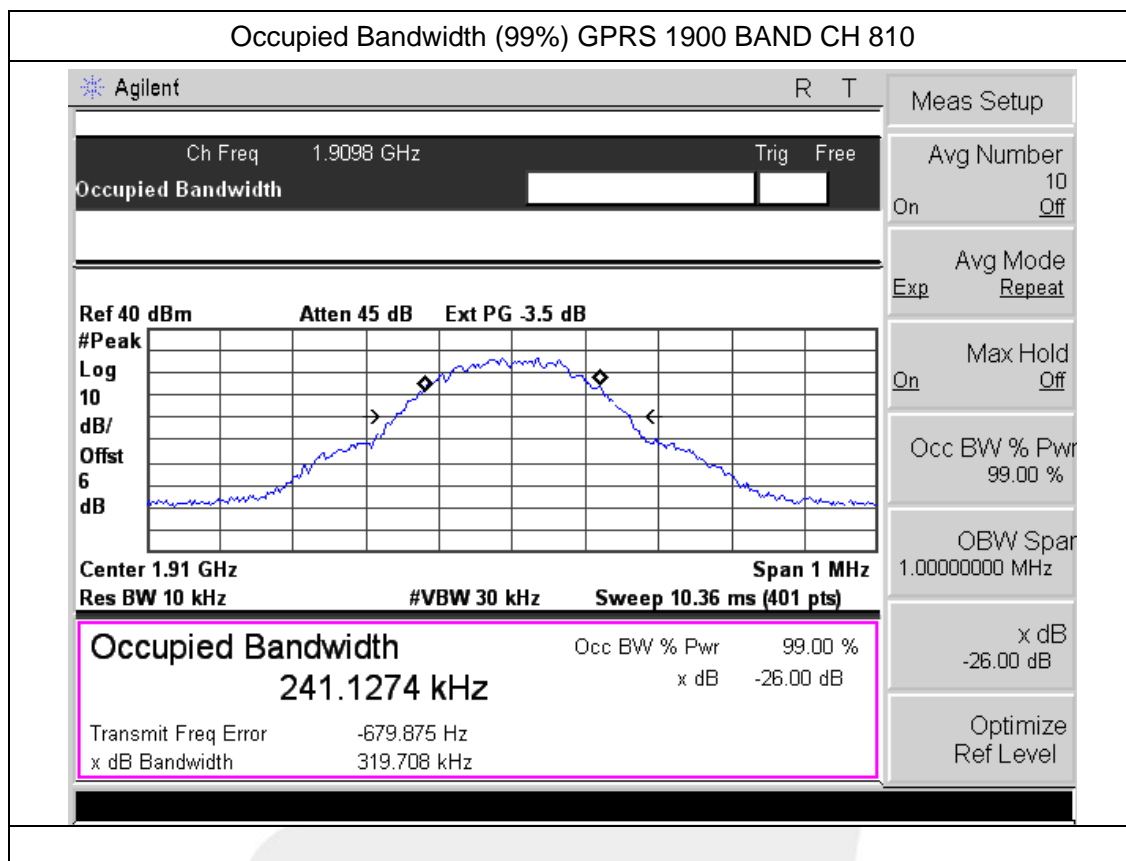 Occupied Bandwidth (99%) GPRS 1900 BAND CH 810
Agilent
R T
Ch Freq 1.9098 GHz Trig Free
Occupied Bandwidth
Ref 40 dBm Atten 45 dB Ext PG -3.5 dB
#Peak
Log
10
dB/
Offst
6
dB
Center 1.91 GHz Span 1 MHz
Res BW 10 kHz #VBW 30 kHz Sweep 10.36 ms (401 pts)
Occupied Bandwidth
241.1274 kHz
Occ BW % Pwr 99.00 %
x dB -26.00 dB
Transmit Freq Error -679.875 Hz
x dB Bandwidth 319.708 kHz
Meas Setup
Avg Number
10
On Off
Avg Mode
Exp Repeat
Max Hold
On Off
Occ BW % Pwr
99.00 %
OBW Span
1.00000000 MHz
x dB
-26.00 dB
Optimize
Ref Level